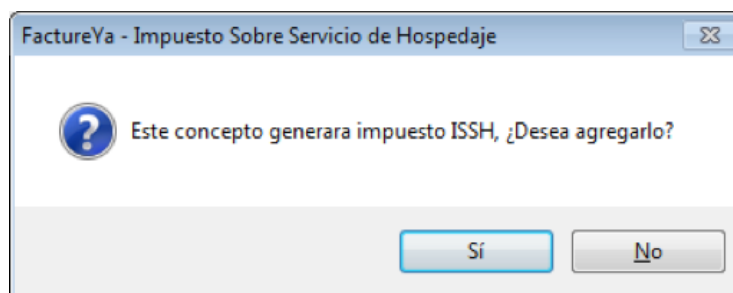 FactureYa - Impuesto Sobre Servicio de Hospedaje
Este concepto generara impuesto ISSH, ¿Desea agregarlo?
Sí
No